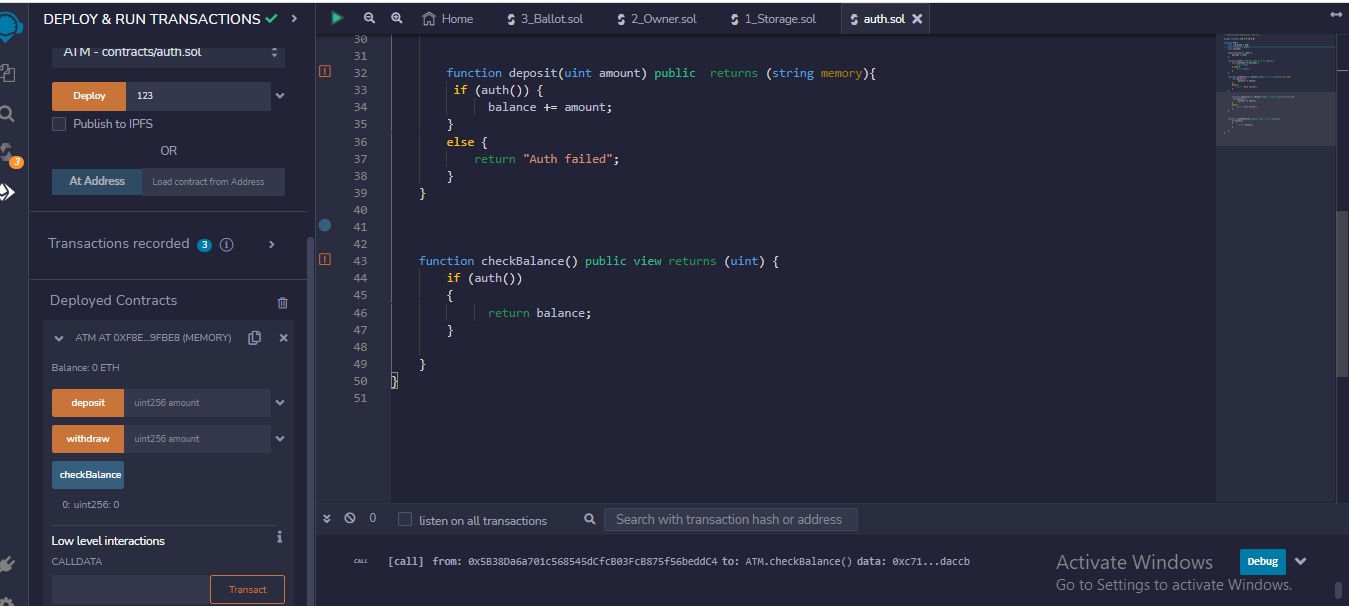 DEPLOY & RUN TRANSACTIONS
ATM - contracts/auth.sol
Deploy 123
Publish to IPFS
OR
At Address Load contract from Address
Transactions recorded 3
Deployed Contracts
ATM AT 0XF8E...9FBE8 (MEMORY)
Balance: 0 ETH
deposit uint256 amount
withdraw uint256 amount
checkBalance
0: uint256: 0
Low level interactions
CALLDATA
Transact
3
Home 3_Ballot.sol 2_Owner.sol 1_Storage.sol auth.sol
30
31
32 function deposit(uint amount) public  returns (string memory){
33 if (auth()) {
34 balance += amount;
35 }
36 else {
37 return "Auth failed";
38 }
39 }
40
41
42
43 function checkBalance() public view returns (uint) {
44 if (auth())
45 {
46 return balance;
47 }
48
49 }
50 }
51
0 listen on all transactions Search with transaction hash or address
CALL [call] from: 0x5B38Da6a701c568545dCfcB03FcB875f56beddC4 to: ATM.checkBalance() data: 0xc71...daccb
Debug
Activate Windows
Go to Settings to activate Windows.